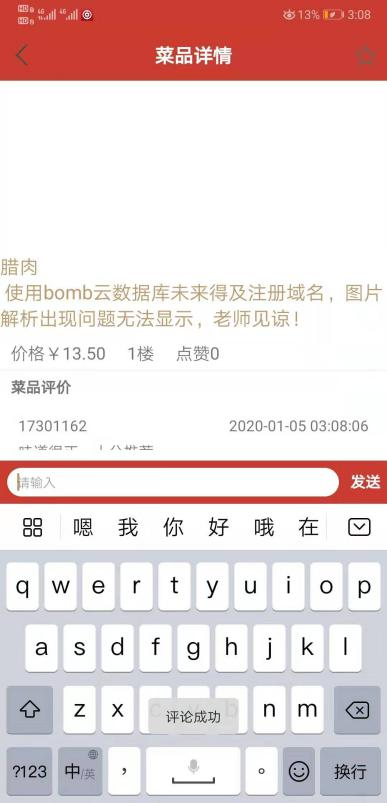 13% 3:08
菜品详情
腊肉
使用bomb云数据库未来得及注册域名，图片
解析出现问题无法显示，老师见谅！
价格￥13.50 1楼 点赞0
菜品评价
17301162 2020-01-05 03:08:06
请输入 发送
嗯 我 你 好 哦 在
q w e r t y u i o p
a s d f g h j k l
z x n m
评论成功
?123 中/英 ， 。 换行